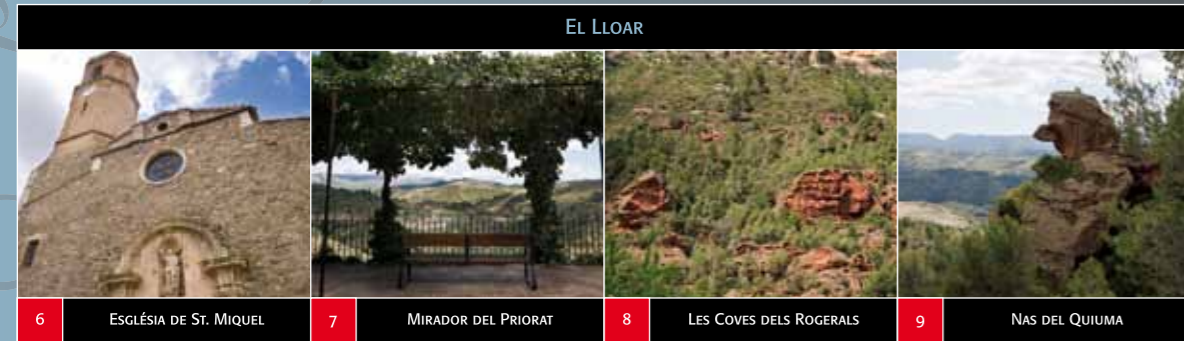 El Lloar
6 Església de St. Miquel
7 Mirador del Priorat
8 Les Coves dels Rogerals
9 Nas del Quiuma